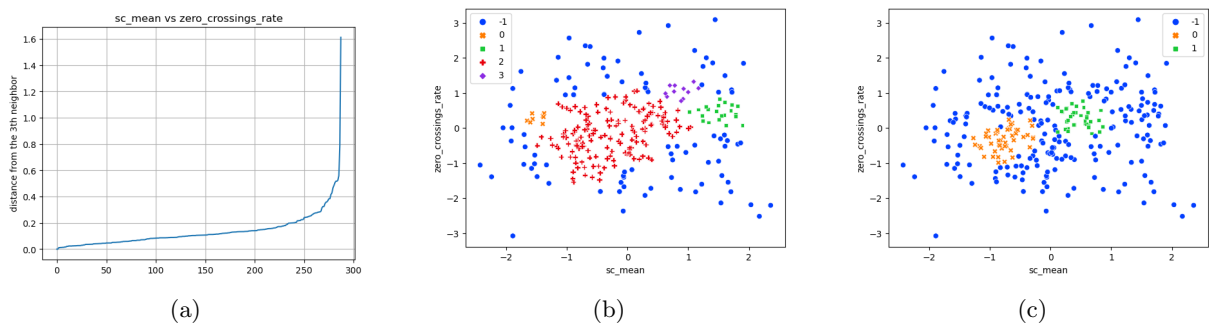 sc_mean vs zero_crossings_rate
distance from the 3th neighbor
1.6
1.4
1.2
1.0
0.8
0.6
0.4
0.2
0.0
0 50 100 150 200 250 300
(a)
-1
0
1
2
3
zero_crossings_rate
3
2
1
0
−1
−2
−3
−2 −1 0 1 2
sc_mean
(b)
-1
0
1
zero_crossings_rate
3
2
1
0
−1
−2
−3
−2 −1 0 1 2
sc_mean
(c)